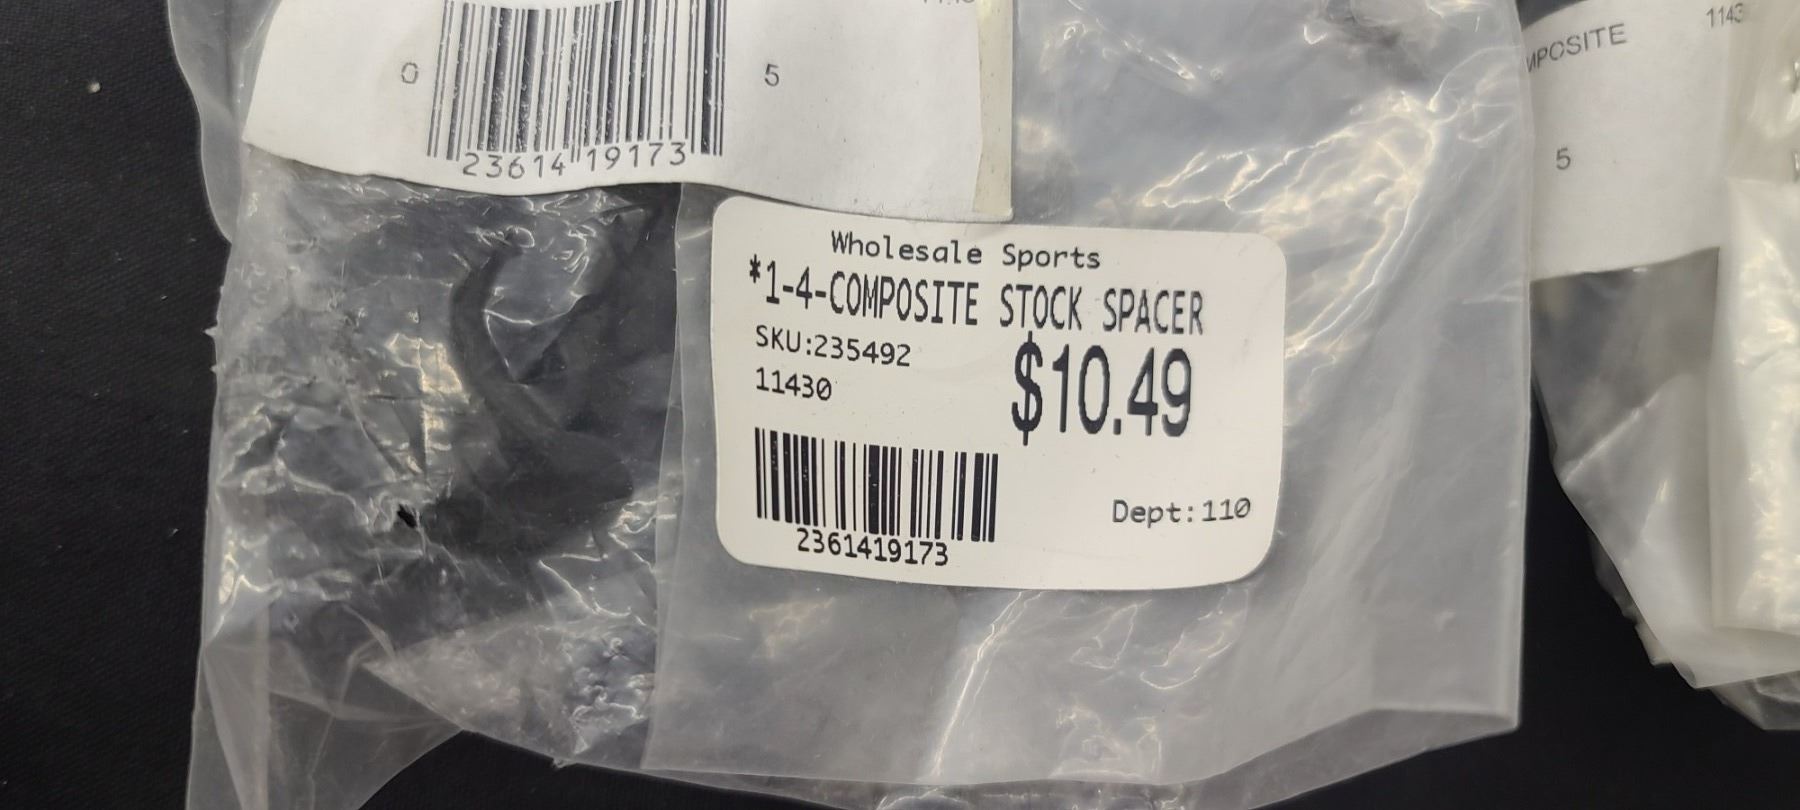 0 23614 19173 5
Wholesale Sports
*1-4-COMPOSITE STOCK SPACER
SKU:235492
$10.49
11430
Dept:110
2361419173
1143
5